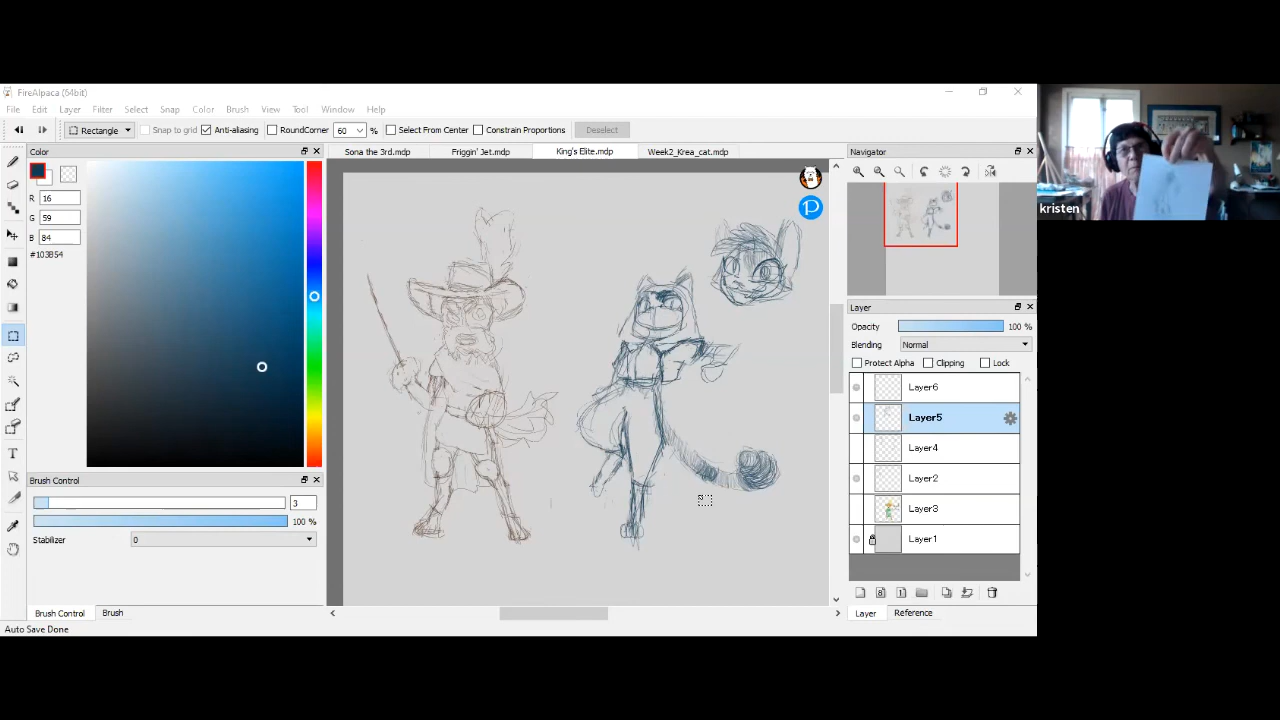 FireAlpaca (64bit)
File Edit Layer Filter Select Snap Color Brush View Tool Window Help
Rectangle Snap to grid Anti-aliasing RoundCorner 60 % Select From Center Constrain Proportions Deselect
Color
Sona the 3rd.mdp Friggin' Jet.mdp King's Elite.mdp Week2_Krea_cat.mdp
Navigator
R 16
G 59
B 84
#103B54
P
kristen
Layer
Opacity 100 %
Blending Normal
Protect Alpha Clipping Lock
Layer6
Layer5
Layer4
Layer2
Layer3
Layer1
Brush Control
3
100 %
Stabilizer 0
8 1
Brush Control Brush
Layer Reference
Auto Save Done
T